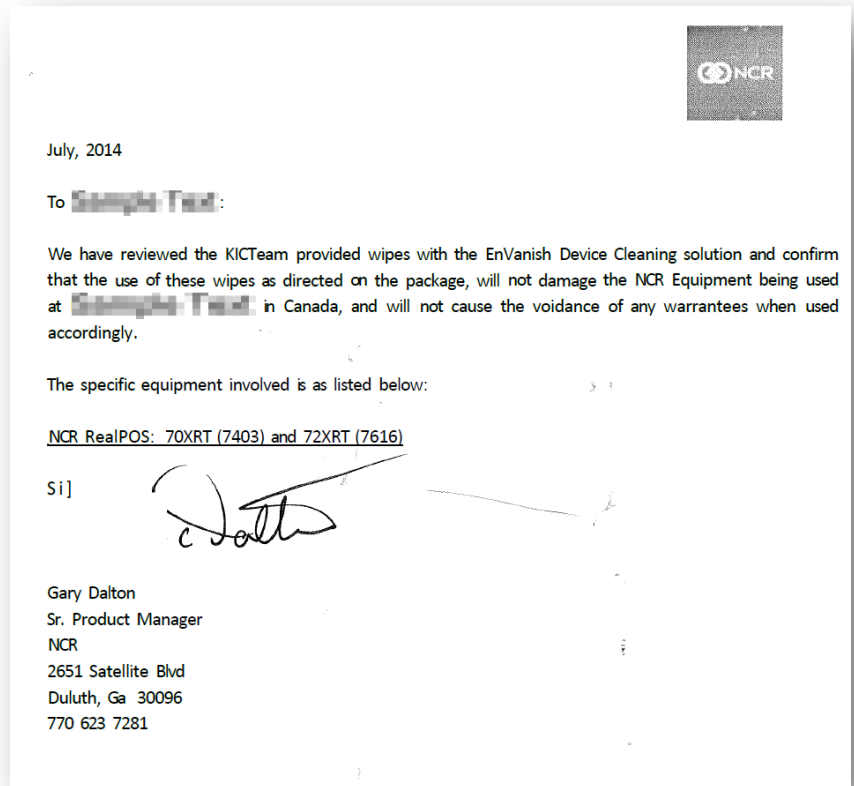 NCR
July, 2014
To :
We have reviewed the KICTeam provided wipes with the EnVanish Device Cleaning solution and confirm
that the use of these wipes as directed on the package, will not damage the NCR Equipment being used
at in Canada, and will not cause the voidance of any warrantees when used
accordingly.
The specific equipment involved is as listed below:
NCR RealPOS: 70XRT (7403) and 72XRT (7616)
Si]
Gary Dalton
Sr. Product Manager
NCR
2651 Satellite Blvd
Duluth, Ga 30096
770 623 7281